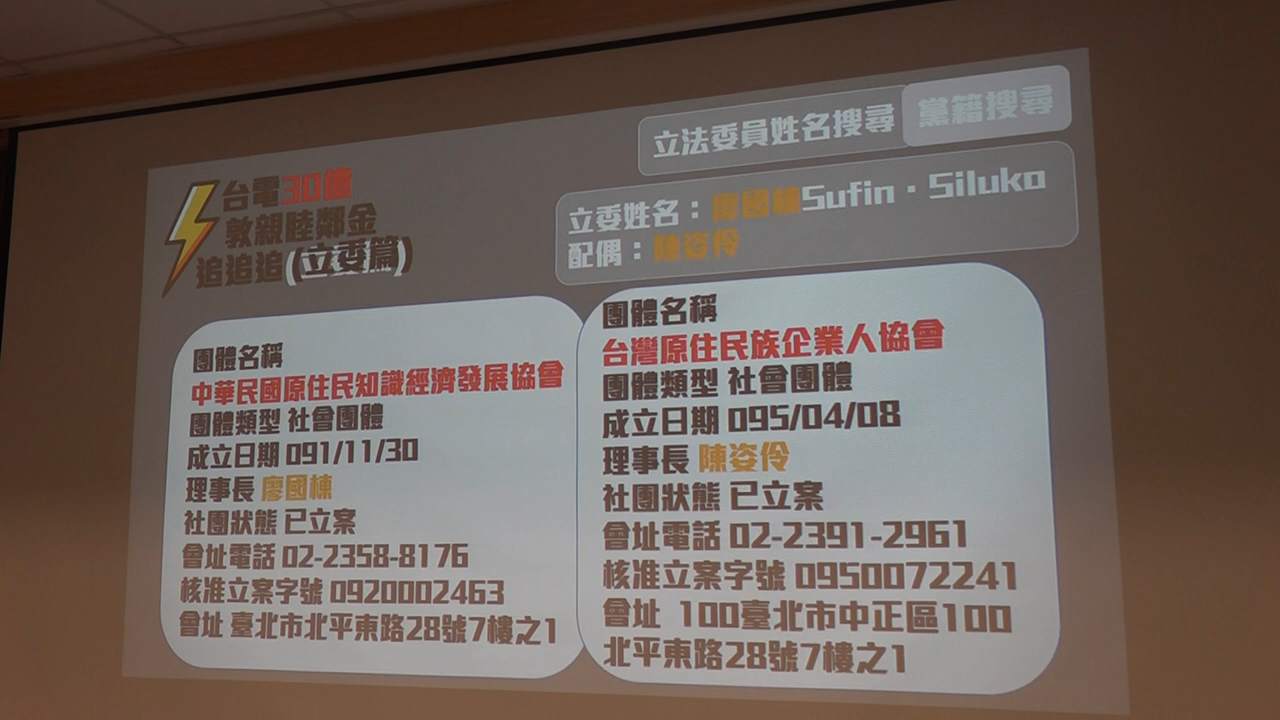 台電30億
敦親睦鄰金
追追追(立委篇)
立法委員姓名搜尋
黨籍搜尋
立委姓名：廖國棟Sufin．Siluko
配偶：陳姿伶
團體名稱
中華民國原住民知識經濟發展協會
團體類型 社會團體
成立日期 091/11/30
理事長 廖國棟
社團狀態 已立案
會址電話 02-2358-8176
核准立案字號 0920002463
會址 臺北市北平東路28號7樓之1
團體名稱
台灣原住民族企業人協會
團體類型 社會團體
成立日期 095/04/08
理事長 陳姿伶
社團狀態 已立案
會址電話 02-2391-2961
核准立案字號 0950072241
會址 100臺北市中正區100
北平東路28號7樓之1